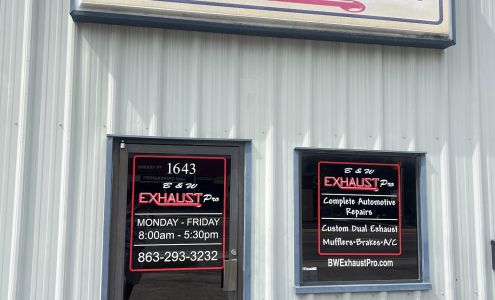 1643
B & W
EXHAUST Pro
MONDAY - FRIDAY
8:00am - 5:30pm
863-293-3232
B & W
EXHAUST Pro
Complete Automotive
Repairs
Custom Dual Exhaust
Mufflers•Brakes•A/C
BWExhaustPro.com